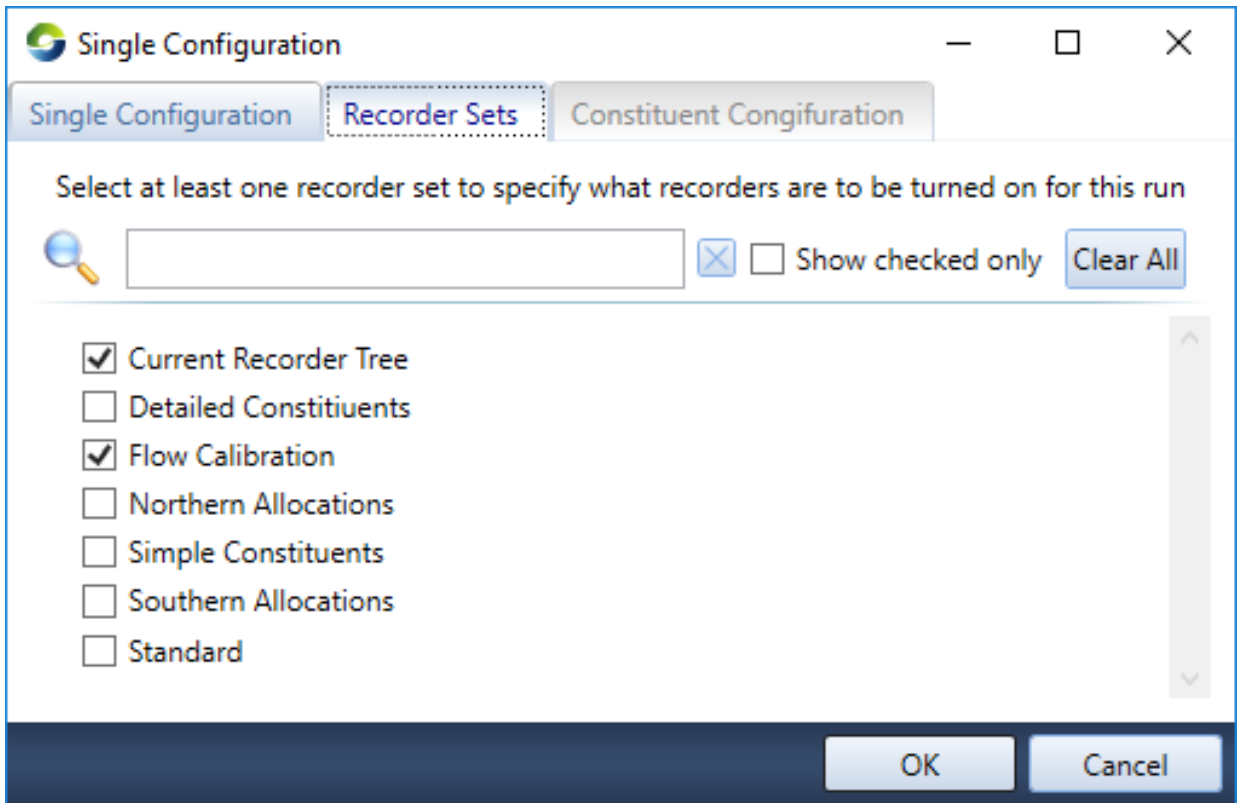 Single Configuration
Single Configuration Recorder Sets Constituent Congifuration
Select at least one recorder set to specify what recorders are to be turned on for this run
Show checked only Clear All
Current Recorder Tree
Detailed Constitiuents
Flow Calibration
Northern Allocations
Simple Constituents
Southern Allocations
Standard
OK Cancel